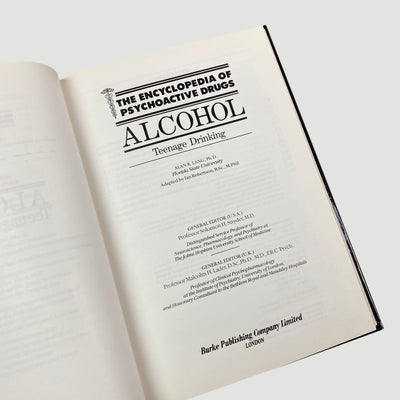 THE ENCYCLOPEDIA OF
PSYCHOACTIVE DRUGS
ALCOHOL
Teenage Drinking
ALAN R. LANG, Ph.D.
Florida State University
Adapted by Ian Robertson, B.Sc., M.Phil.
GENERAL EDITOR (U.S.A.)
Professor Solomon H. Snyder, M.D.
Distinguished Service Professor of
Neuroscience, Pharmacology, and Psychiatry at
The Johns Hopkins University School of Medicine
GENERAL EDITOR (U.K.)
Professor Malcolm H. Lader, D.Sc., Ph.D., M.D., F.R.C. Psych.
Professor of Clinical Psychopharmacology
at the Institute of Psychiatry, University of London,
and Honorary Consultant to the Bethlem Royal and Maudsley Hospitals
Burke Publishing Company Limited
LONDON